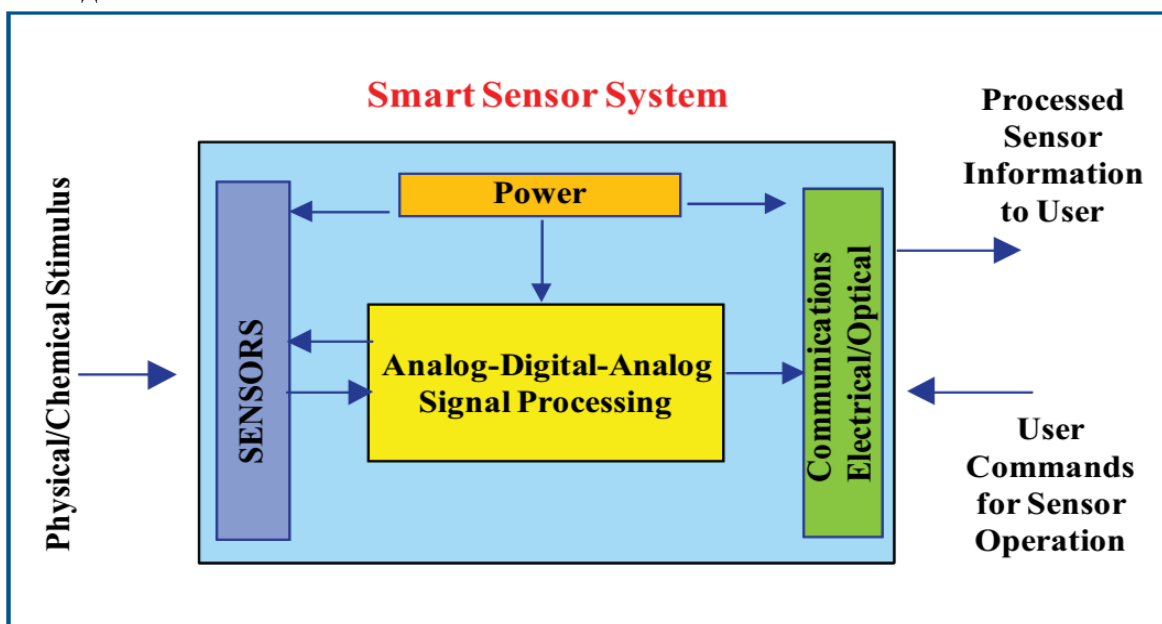 Smart Sensor System
Physical/Chemical Stimulus
SENSORS
Power
Analog-Digital-Analog
Signal Processing
Communications
Electrical/Optical
Processed
Sensor
Information
to User
User
Commands
for Sensor
Operation